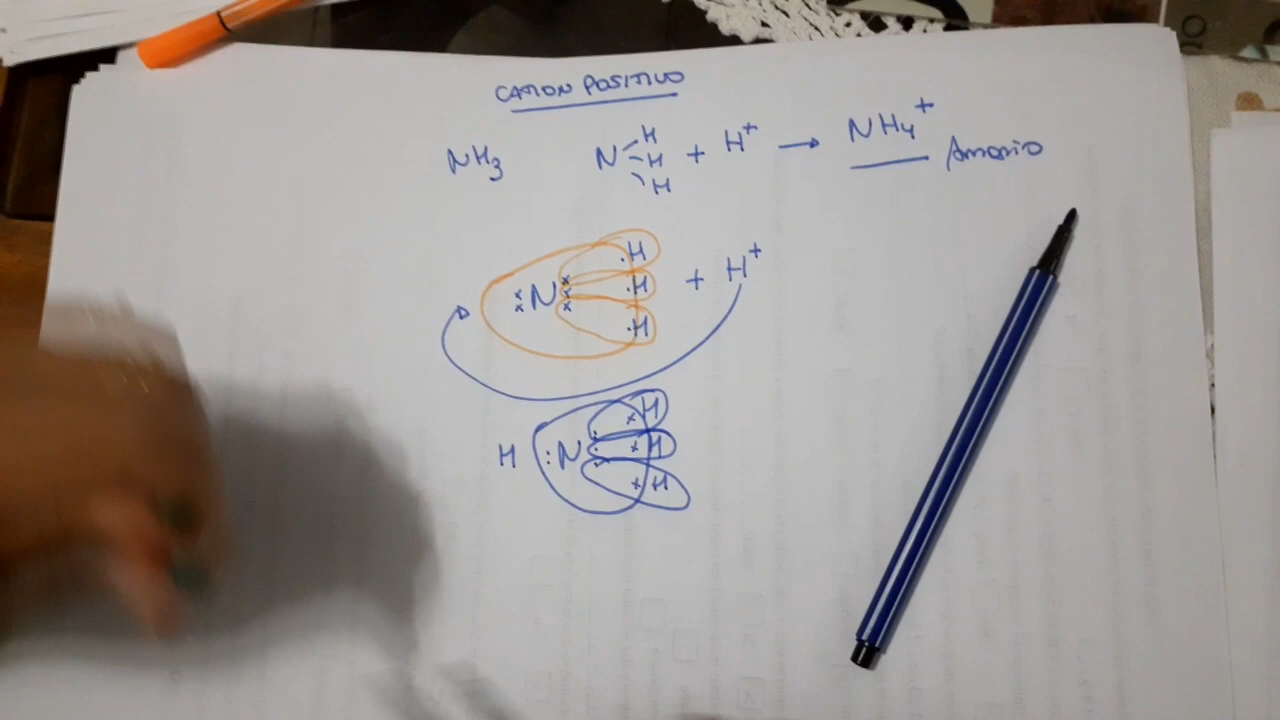 CATION POSITIVO
NH3 N H H H + H+ → NH4+ Amonio
N H H H + H+
H : N H H H